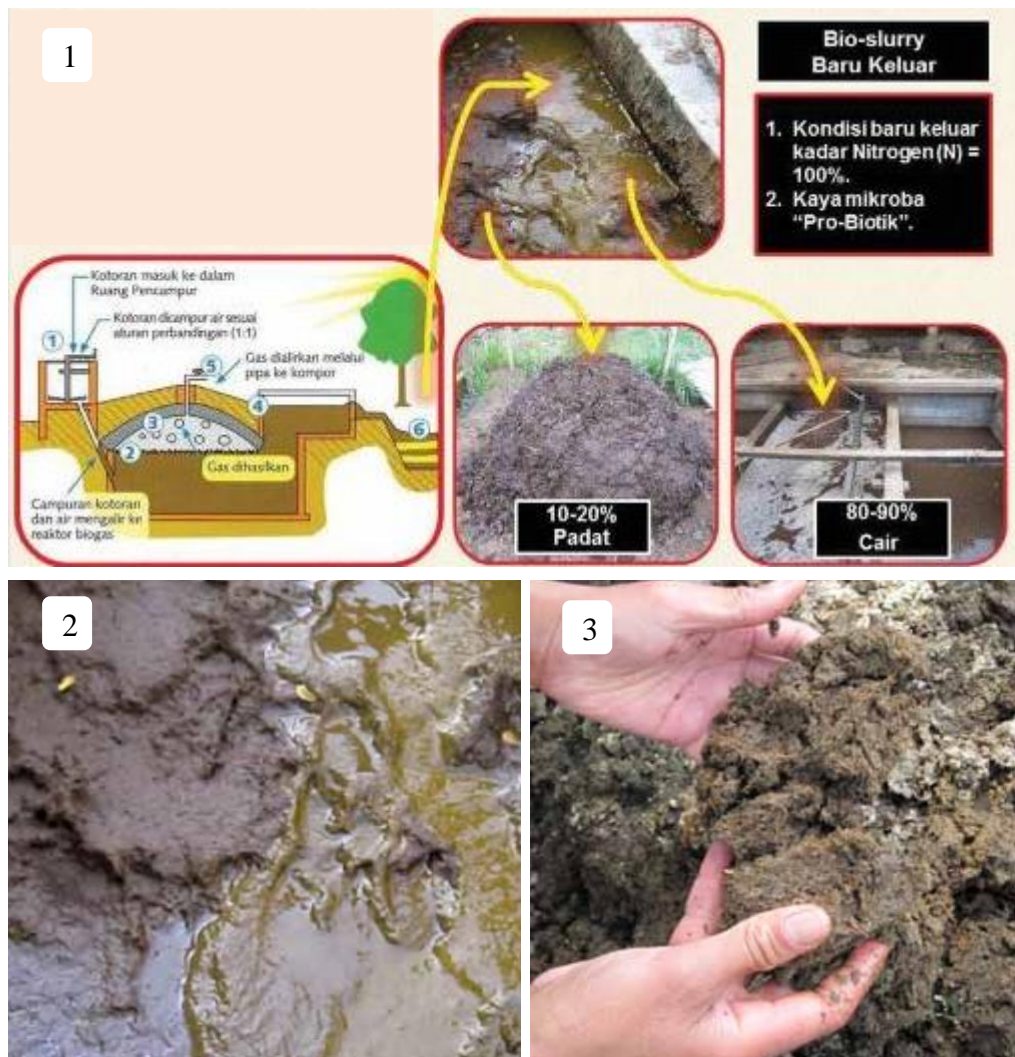 1
Bio-slurry
Baru Keluar
1. Kondisi baru keluar
kadar Nitrogen (N) =
100%.
2. Kaya mikroba
“Pro-Biotik”.
Kotoran masuk ke dalam
Ruang Pencampur
Kotoran dicampur air sesuai
aturan perbandingan (1:1)
1
5
Gas dialirkan melalui
pipa ke kompor
4
3
6
2
Gas dihasilkan
Campuran kotoran
dan air mengalir ke
reaktor biogas
10-20%
Padat
80-90%
Cair
2
3